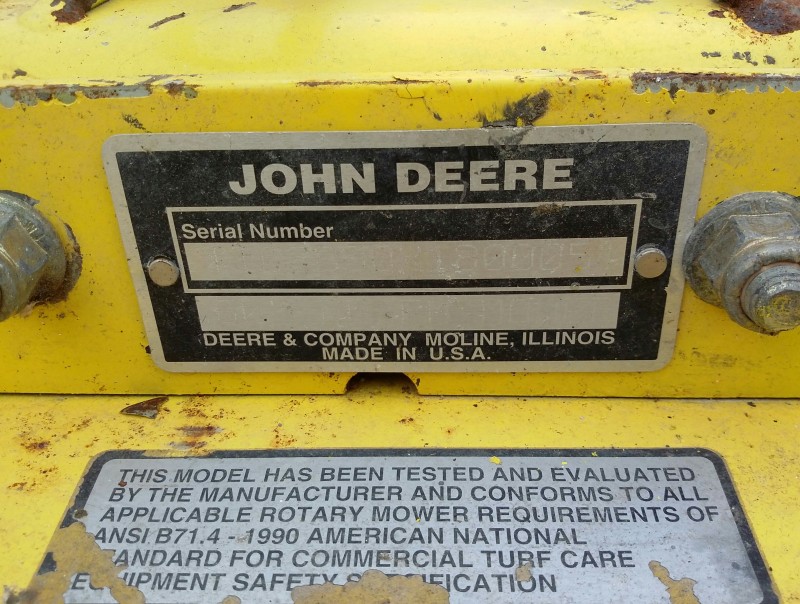 JOHN DEERE
Serial Number
DEERE & COMPANY MOLINE, ILLINOIS
MADE IN U.S.A.
THIS MODEL HAS BEEN TESTED AND EVALUATED
BY THE MANUFACTURER AND CONFORMS TO ALL
APPLICABLE ROTARY MOWER REQUIREMENTS OF
ANSI B71.4 - 1990 AMERICAN NATIONAL
ANDARD FOR COMMERCIAL TURF CARE
SAFETY